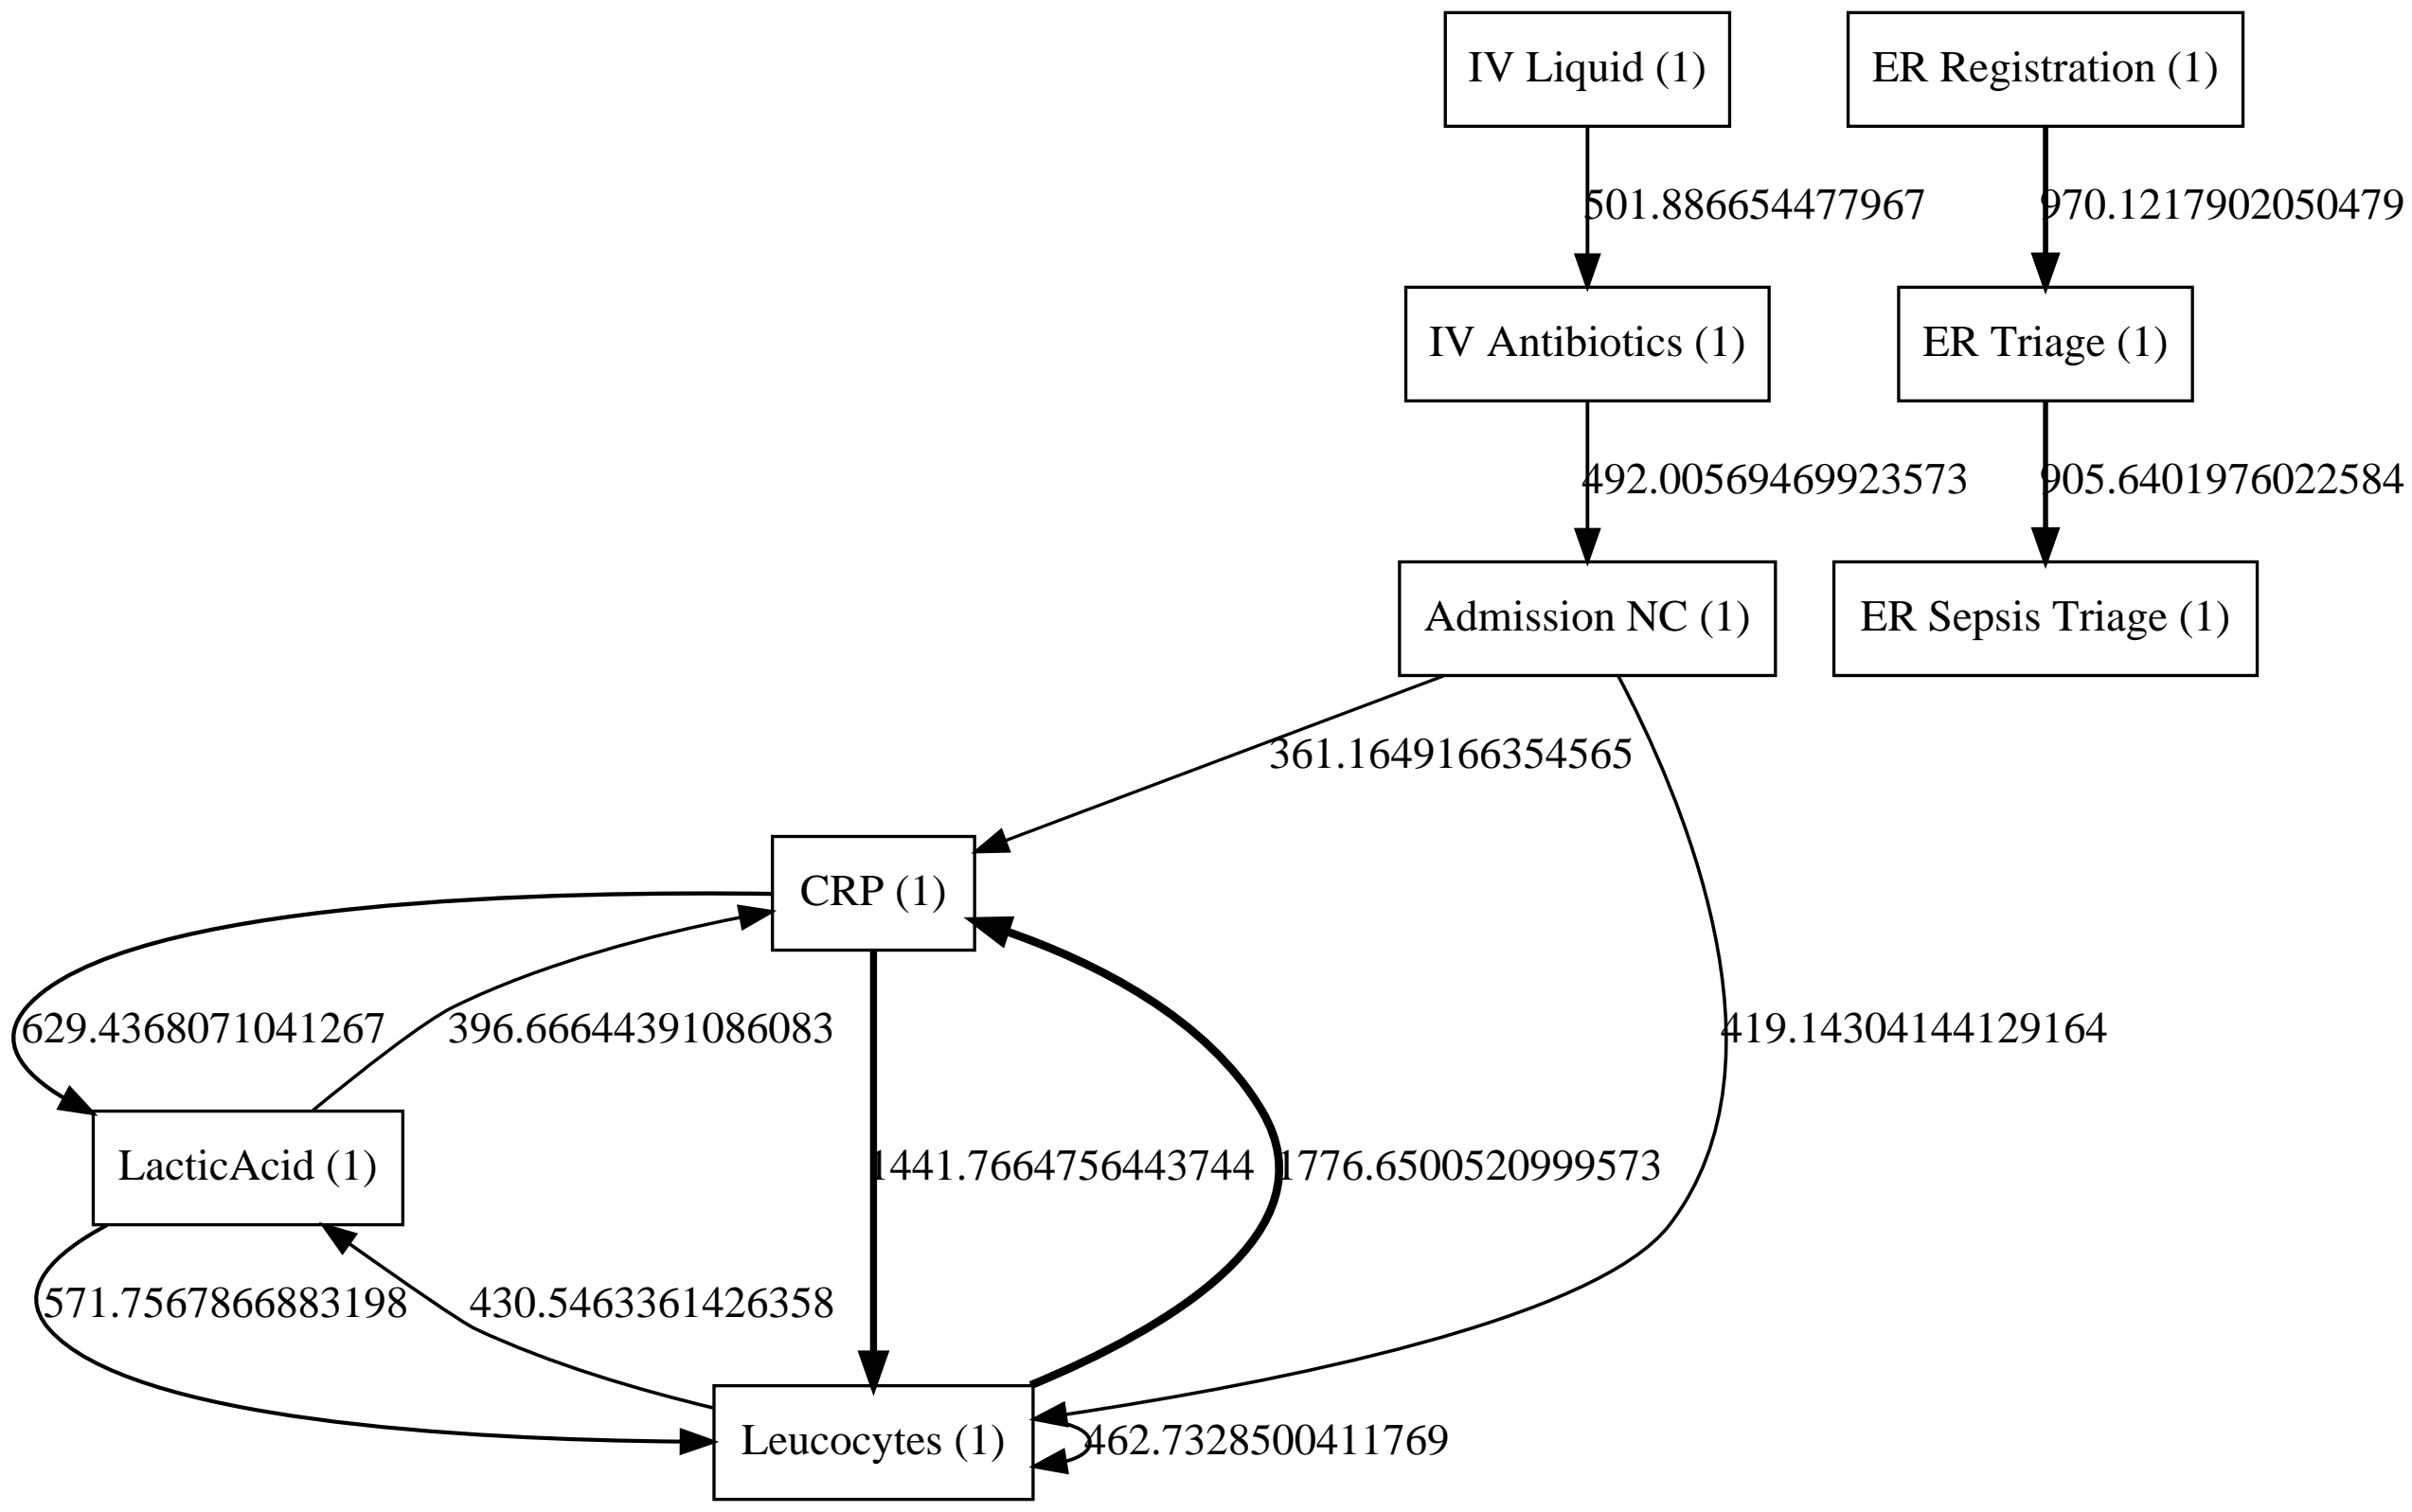 IV Liquid (1)
ER Registration (1)
501.886654477967
970.1217902050479
IV Antibiotics (1)
ER Triage (1)
492.00569469923573
905.6401976022584
Admission NC (1)
ER Sepsis Triage (1)
361.1649166354565
CRP (1)
629.4368071041267
396.66644391086083
419.14304144129164
LacticAcid (1)
1441.7664756443744
1776.6500520999573
571.7567866883198
430.5463361426358
Leucocytes (1)
462.7328500411769